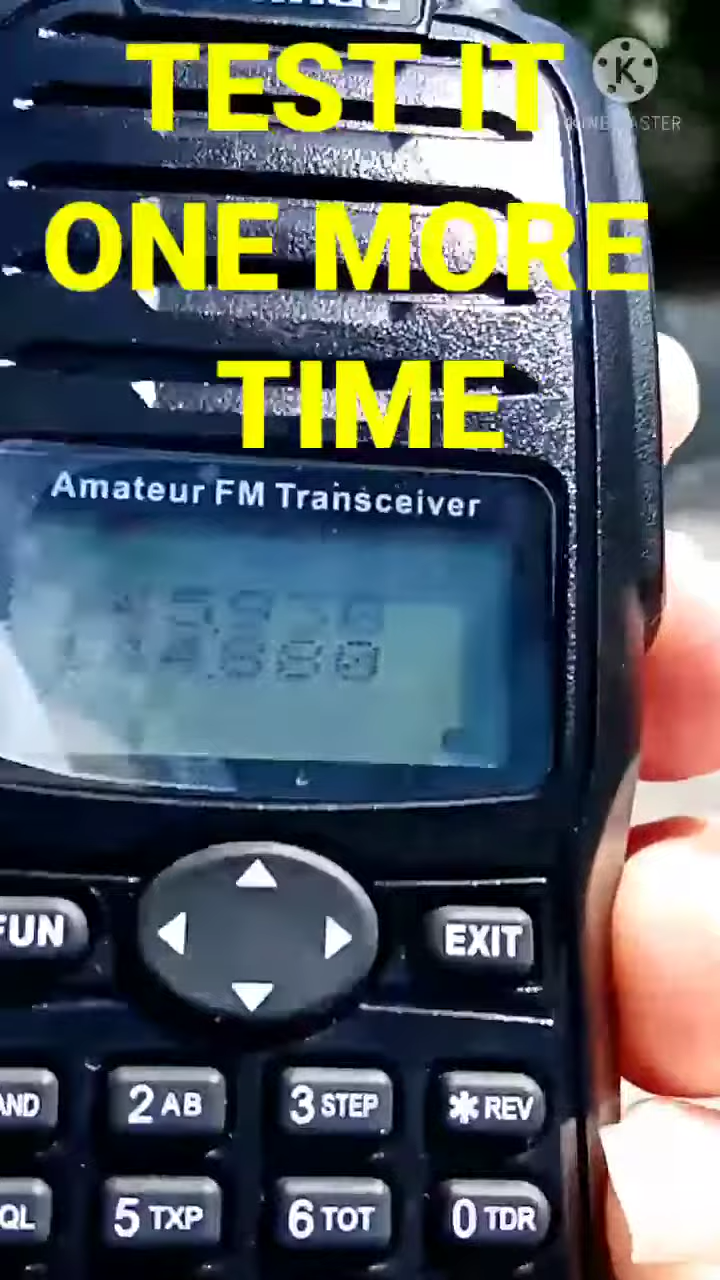 TEST IT
KINEMASTER
ONE MORE
TIME
Amateur FM Transceiver
FUN
EXIT
2 AB
3 STEP
* REV
5 TXP
6 TOT
0 TDR